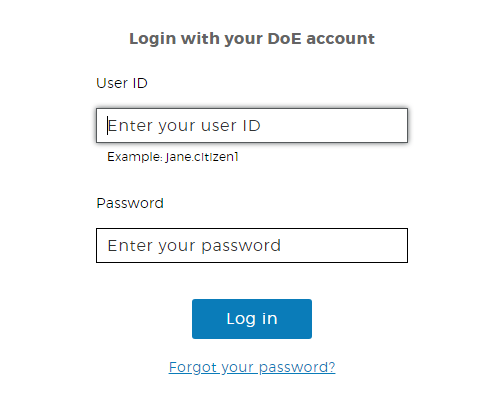 Login with your DoE account
User ID
Enter your user ID
Example: jane.citizen1
Password
Enter your password
Log in
Forgot your password?